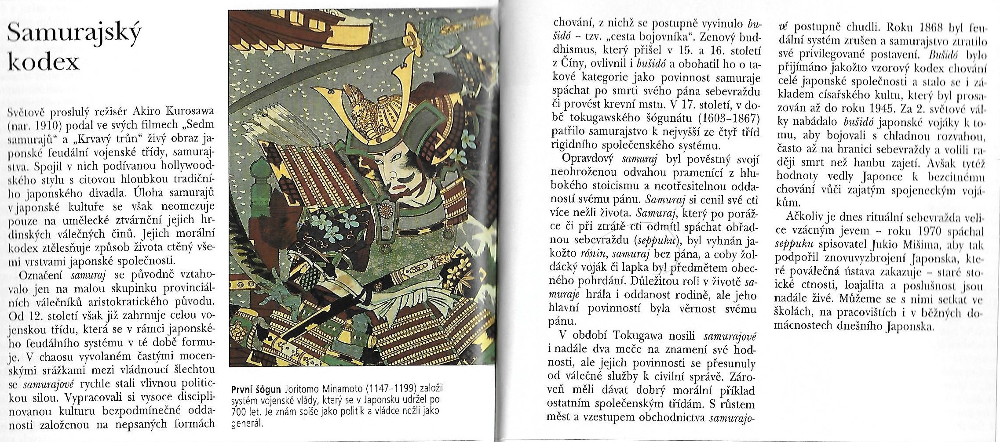 Samurajský
kodex
Světově proslulý režisér Akiro Kurosawa
(nar. 1910) podal ve svých filmech „Sedm
samurajů“ a „Krvavý trůn“ živý obraz ja-
ponské feudální vojenské třídy, samuraj-
stva. Spojil v nich podívanou hollywood-
ského stylu s citovou hloubkou tradiční-
ho japonského divadla. Úloha samurajů
v japonské kultuře se však neomezuje
pouze na umělecké ztvárnění jejich hr-
dinských válečných činů. Jejich morální
kodex ztělesňuje způsob života ctěný vše-
mi vrstvami japonské společnosti.
Označení samuraj se původně vztaho-
valo jen na malou skupinku provinciál-
ních válečníků aristokratického původu.
Od 12. století však již zahrnuje celou vo-
jenskou třídu, která se v rámci japonské-
ho feudálního systému v té době formu-
je. V chaosu vyvolaném častými mocen-
skými srážkami mezi vládnoucí šlechtou
se samurajové rychle stali vlivnou politic-
kou silou. Vypracovali si vysoce discipli-
novanou kulturu bezpodmínečné odda-
nosti založenou na nepsaných formách
První šógun Joritomo Minamoto (1147–1199) založil
systém vojenské vlády, který se v Japonsku udržel po
700 let. Je znám spíše jako politik a vládce nežli jako
generál.
chování, z nichž se postupně vyvinulo bu-
šidó – tzv. „cesta bojovníka“. Zenový bud-
dhismus, který přišel v 15. a 16. století
z Číny, ovlivnil i bušidó a obohatil ho o ta-
kové kategorie jako povinnost samuraje
spáchat po smrti svého pána sebevraždu
či provést krevní mstu. V 17. století, v do-
bě tokugawského šógunátu (1603–1867)
patřilo samurajstvo k nejvyšší ze čtyř tříd
rigidního společenského systému.
Opravdový samuraj byl pověstný svojí
neohroženou odvahou pramenící z hlu-
bokého stoicismu a neotřesitelnou odda-
ností svému pánu. Samuraj si cenil své cti
více nežli života. Samuraj, který po poráž-
ce či při ztrátě cti odmítl spáchat obřad-
nou sebevraždu (seppuku), byl vyhnán ja-
kožto rónin, samuraj bez pána, a coby žol-
dácký voják či lapka byl předmětem obec-
ného pohrdání. Důležitou roli v životě sa-
muraje hrála i oddanost rodině, ale jeho
hlavní povinností byla věrnost svému
pánu.
V období Tokugawa nosili samurajové
i nadále dva meče na znamení své hod-
nosti, ale jejich povinnosti se přesunuly
od válečné služby k civilní správě. Záro-
veň měli dávat dobrý morální příklad
ostatním společenským třídám. S růstem
měst a vzestupem obchodnictva samurajo-
vé postupně chudli. Roku 1868 byl feu-
dální systém zrušen a samurajstvo ztratilo
své privilegované postavení. Bušidó bylo
přijímáno jakožto vzorový kodex chování
celé japonské společnosti a stalo se i zá-
kladem císařského kultu, který byl prosa-
zován až do roku 1945. Za 2. světové vál-
ky nabádalo bušidó japonské vojáky k to-
mu, aby bojovali s chladnou rozvahou,
často až na hranici sebevraždy a volili ra-
ději smrt než hanbu zajetí. Avšak tytéž
hodnoty vedly Japonce k bezcitnému
chování vůči zajatým spojeneckým vojá-
kům.
Ačkoliv je dnes rituální sebevražda veli-
ce vzácným jevem – roku 1970 spáchal
seppuku spisovatel Jukio Mišima, aby tak
podpořil znovuvyzbrojení Japonska, kte-
ré poválečná ústava zakazuje – staré sto-
ické ctnosti, loajalita a poslušnost jsou
nadále živé. Můžeme se s nimi setkat ve
školách, na pracovištích i v běžných do-
mácnostech dnešního Japonska.